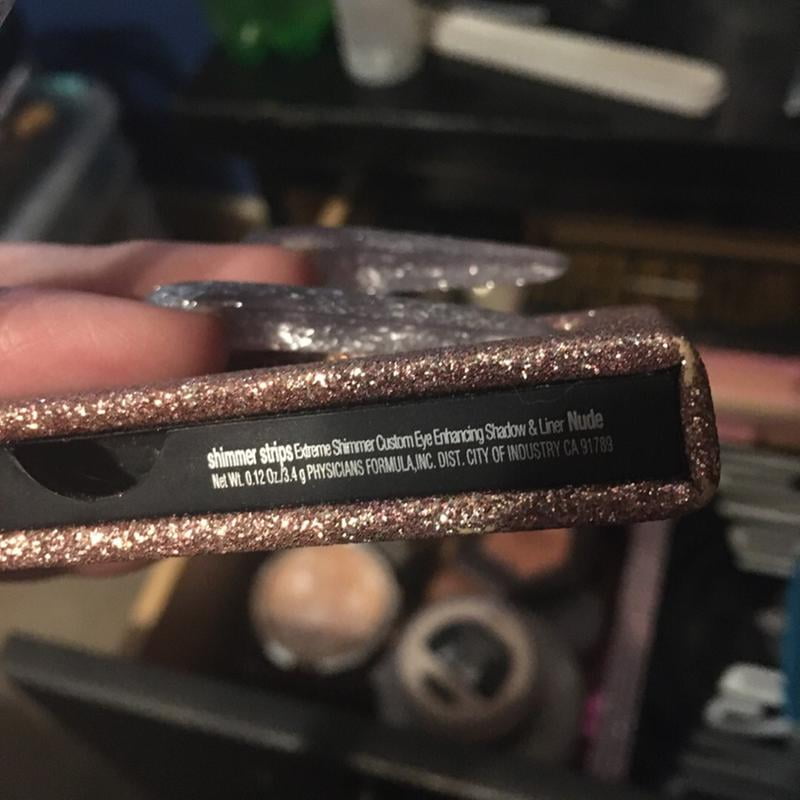 shimmer strips Extreme Shimmer Custom Eye Enhancing Shadow & Liner Nude
Net Wt. 0.12 Oz./3.4 g PHYSICIANS FORMULA,INC. DIST. CITY OF INDUSTRY CA 91789